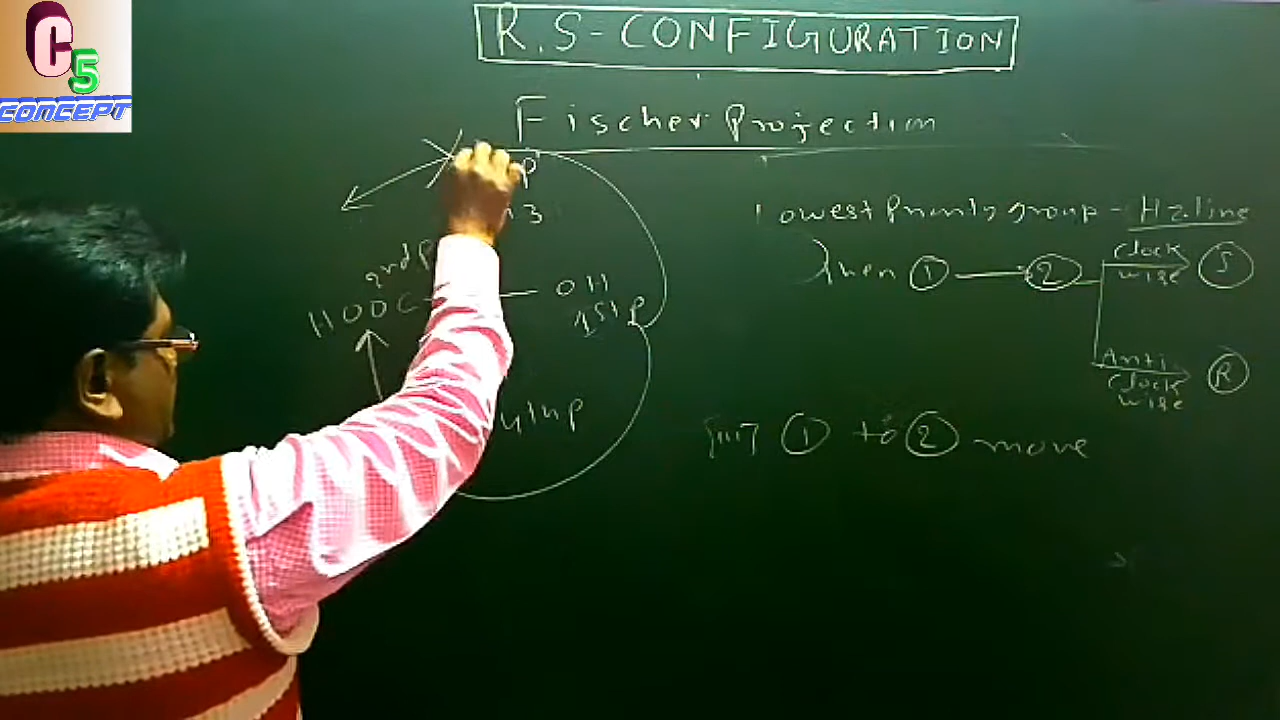 C5
CONCEPT
R.S-CONFIGURATION
Fischer Projection
P
3
Lowest Priority group - Hz.line
2nd P
HOOC
OH
1st P
Then 1 2
Clock wise S
Anti Clock wise R
4th P
1 to 2 move